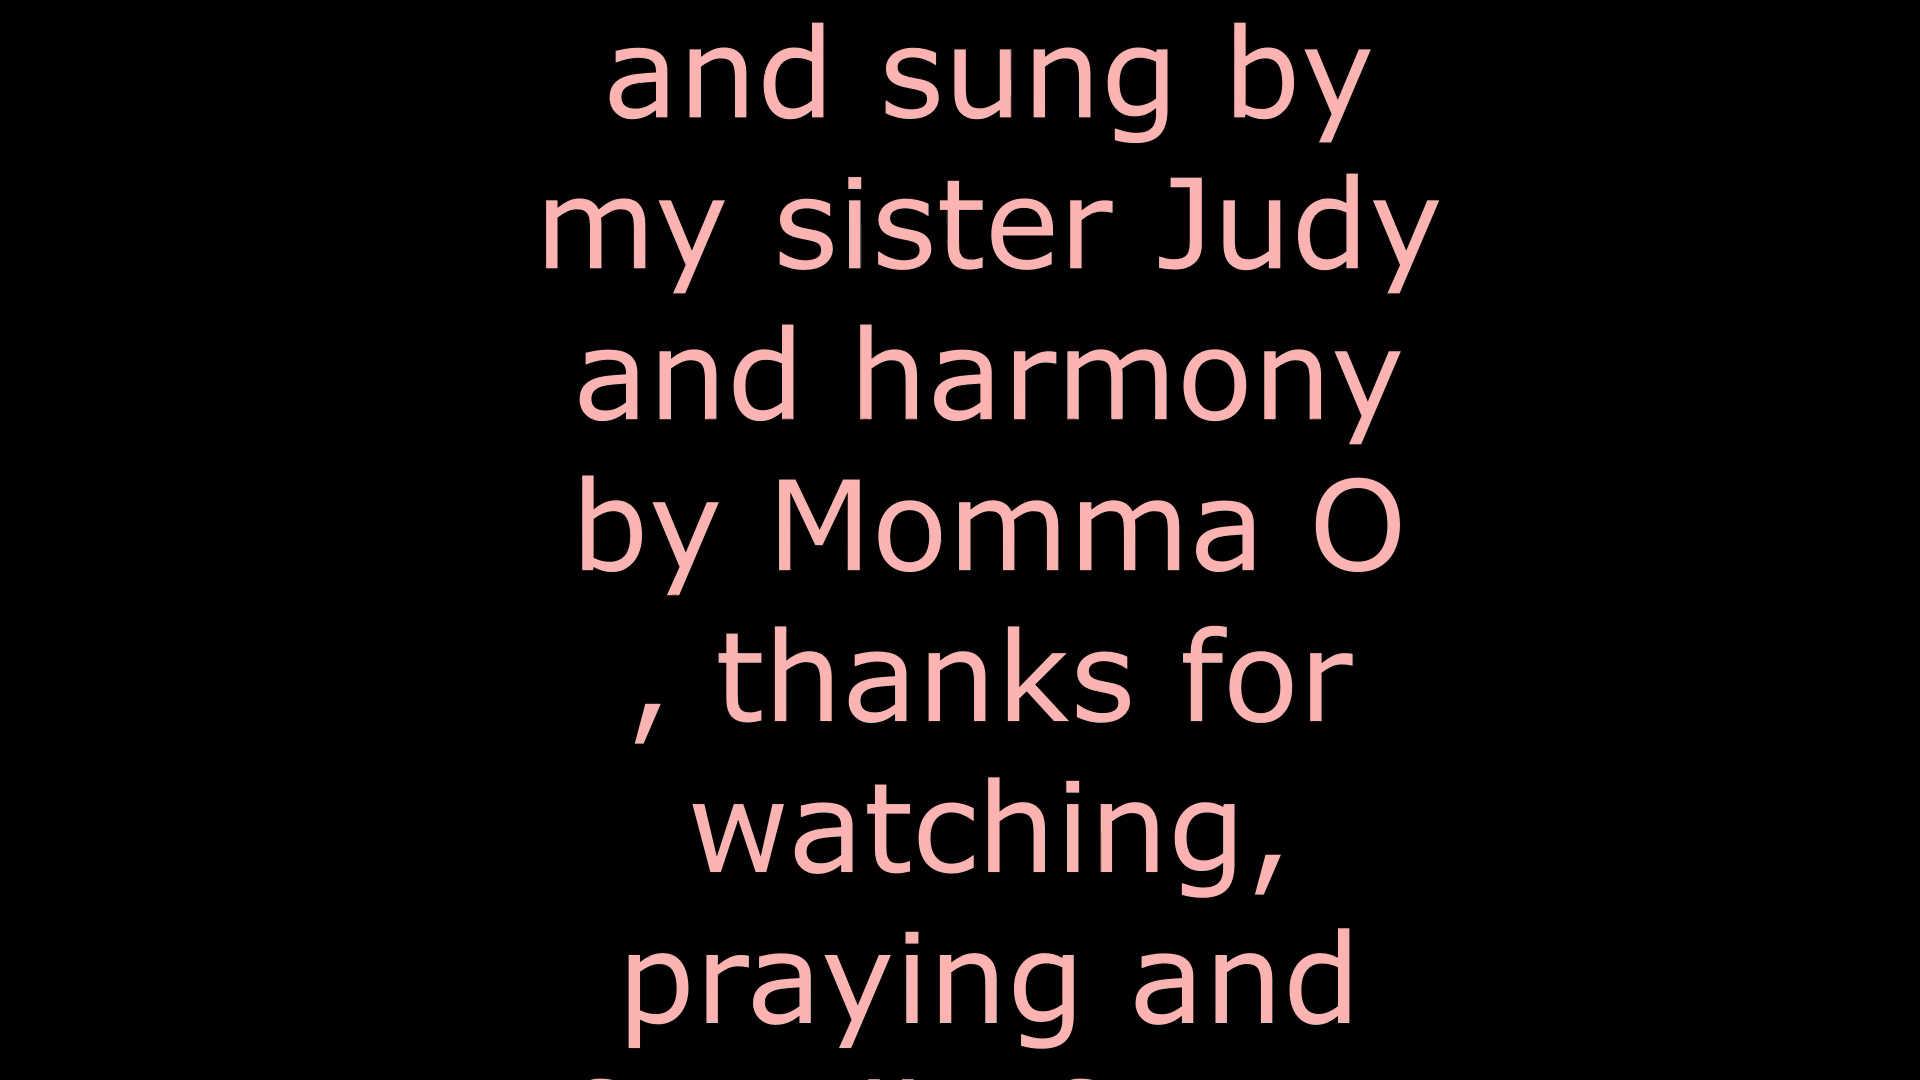 and sung by
my sister Judy
and harmony
by Momma O
, thanks for
watching,
praying and